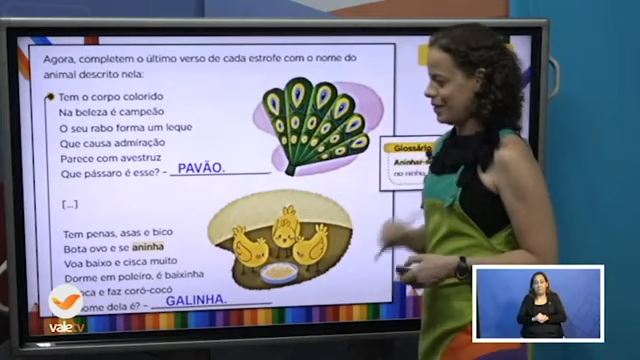 Agora, completem o último verso de cada estrofe com o nome do
animal descrito nela:
Tem o corpo colorido
Na beleza é campeão
O seu rabo forma um leque
Que causa admiração
Parece com avestruz
Que pássaro é esse? – PAVÃO.
[...]
Tem penas, asas e bico
Bota ovo e se aninha
Voa baixo e cisca muito
Dorme em poleiro, é baixinha
e faz coró-cocó
nome dela é? – GALINHA.
Glossário
no ninho
vale tv